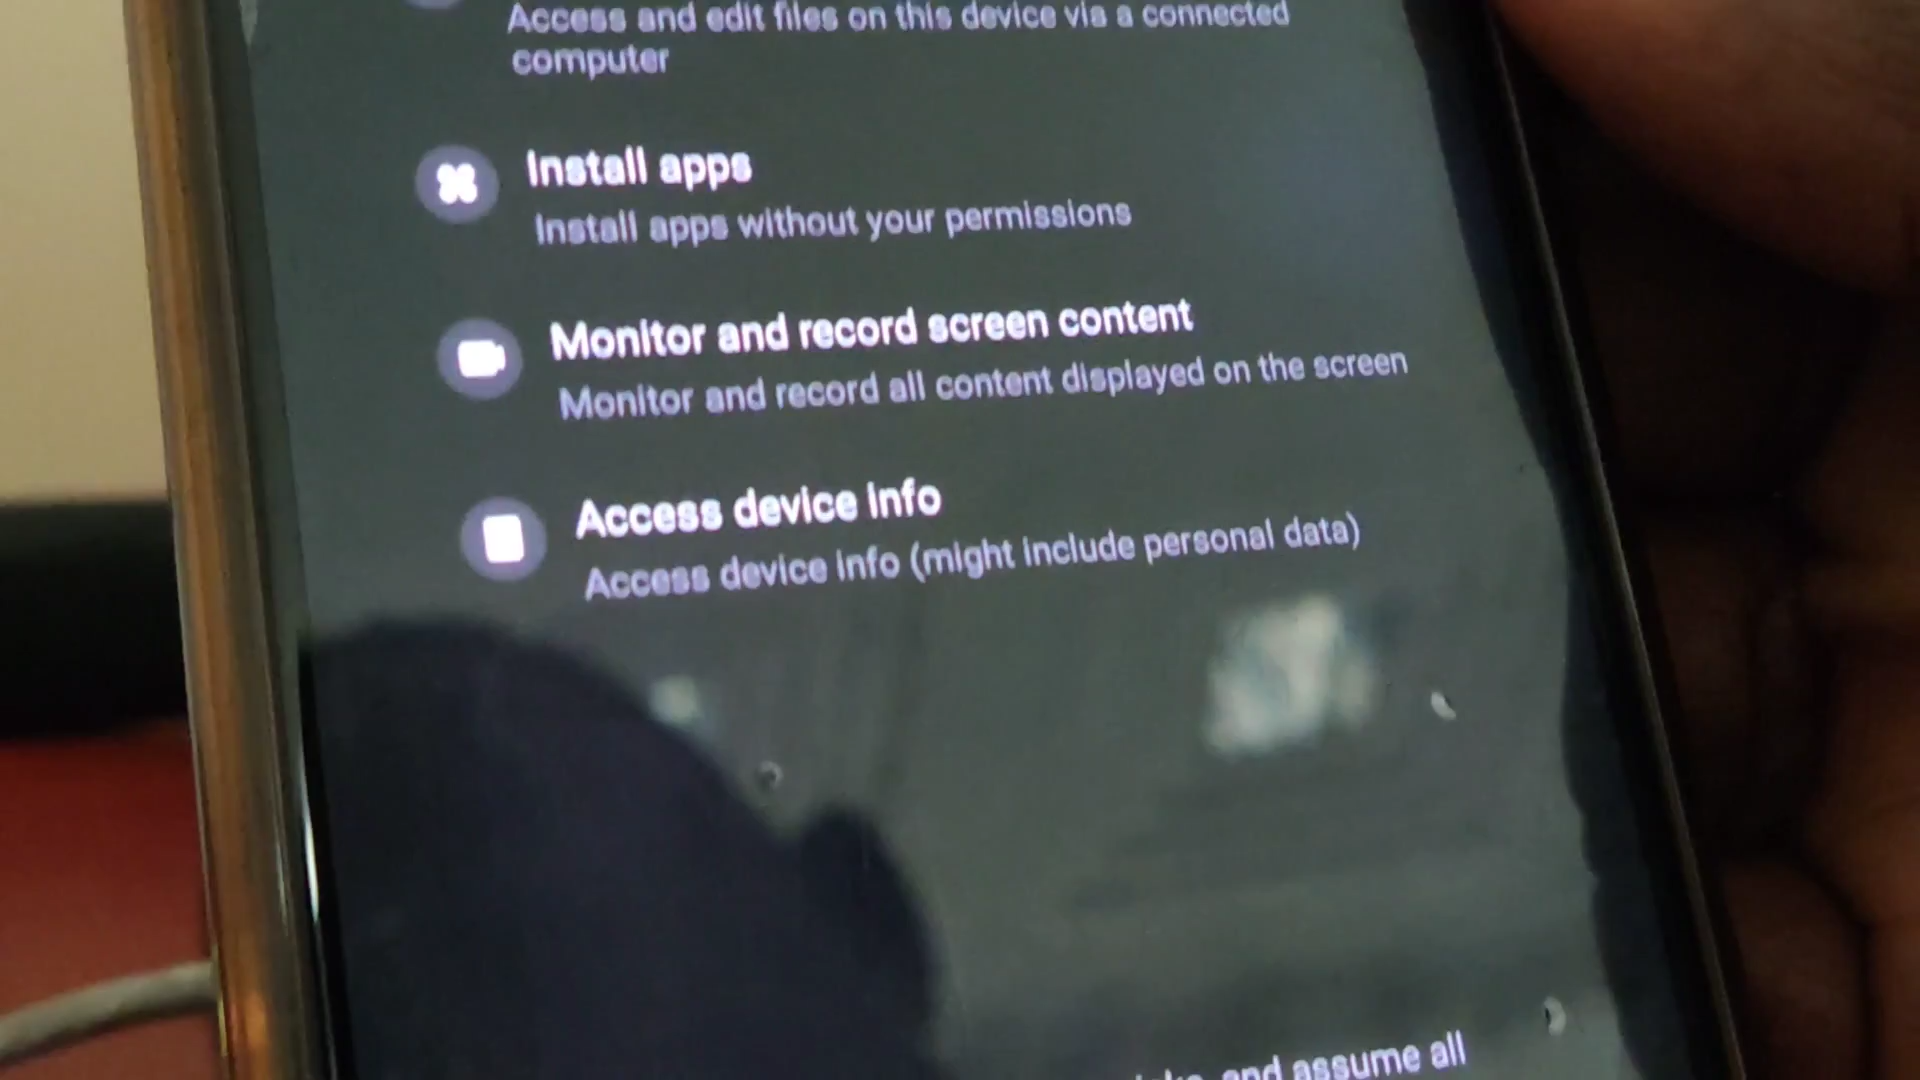 Access and edit files on this device via a connected
computer
Install apps
Install apps without your permissions
Monitor and record screen content
Monitor and record all content displayed on the screen
Access device info
Access device info (might include personal data)
and assume all